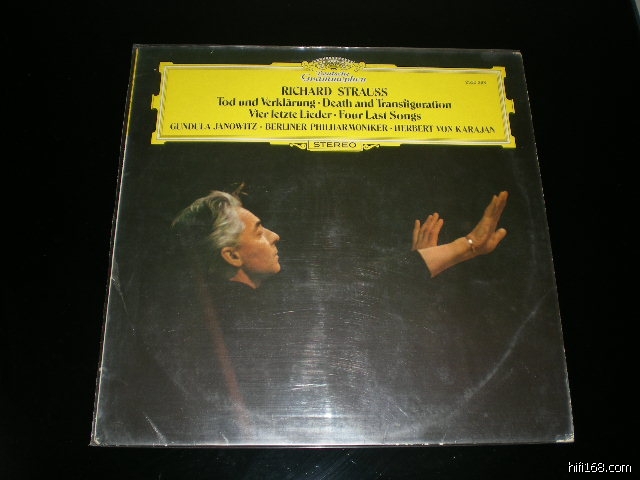 Deutsche
Grammophon
RICHARD STRAUSS
Tod und Verklärung · Death and Transfiguration
Vier letzte Lieder · Four Last Songs
GUNDULA JANOWITZ · BERLINER PHILHARMONIKER · HERBERT VON KARAJAN
STEREO
hifi168.com